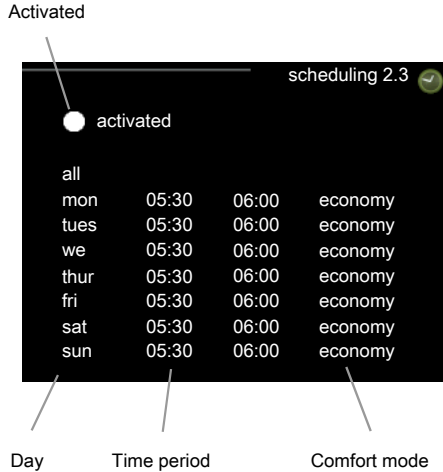 Activated
scheduling 2.3
activated
all
mon 05:30 06:00 economy
tues 05:30 06:00 economy
we 05:30 06:00 economy
thur 05:30 06:00 economy
fri 05:30 06:00 economy
sat 05:30 06:00 economy
sun 05:30 06:00 economy
Day Time period Comfort mode